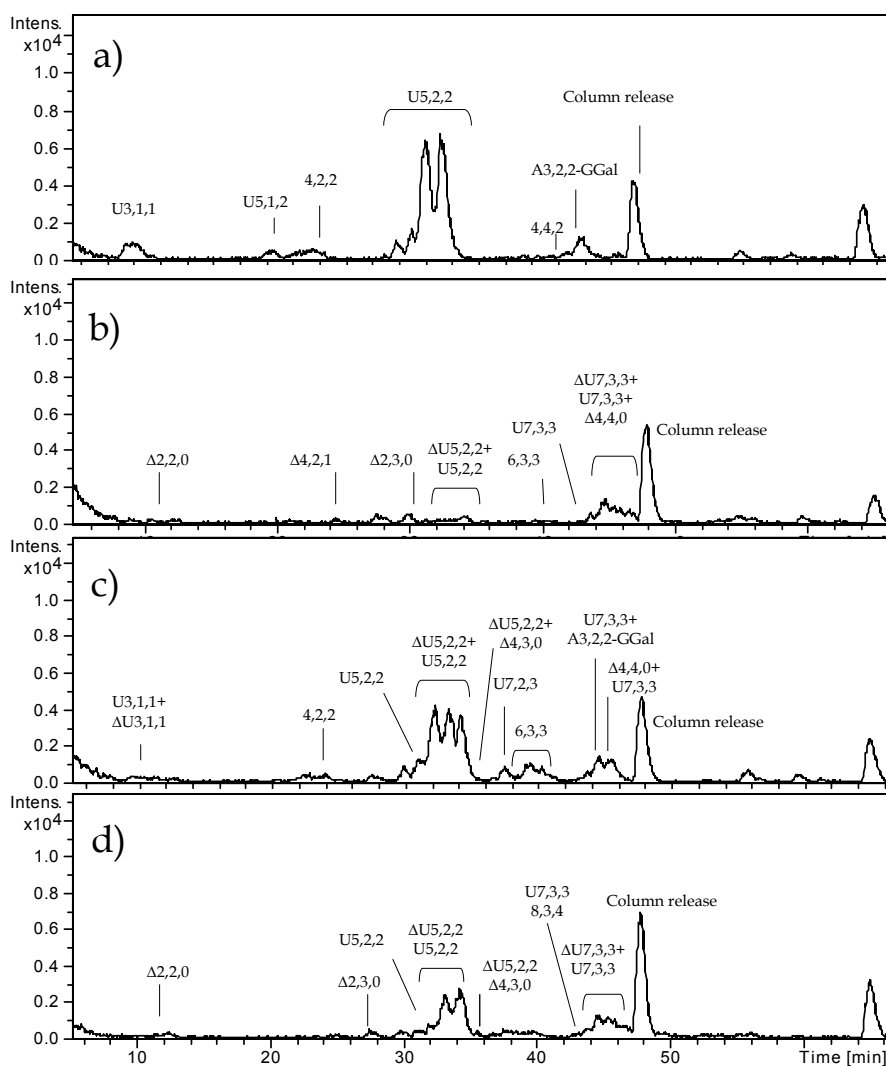 Intens.
x10⁴
a)
1.0
0.8
0.6
0.4
0.2
0.0
U5,2,2
Column release
4,2,2
A3,2,2-GGal
U3,1,1
U5,1,2
4,4,2
Intens.
x10⁴
b)
1.0
0.8
0.6
0.4
0.2
0.0
ΔU7,3,3+
U7,3,3+
Δ4,4,0
U7,3,3
Column release
ΔU5,2,2+
U5,2,2
Δ2,2,0
Δ4,2,1
Δ2,3,0
6,3,3
Intens.
x10⁴
c)
1.0
0.8
0.6
0.4
0.2
0.0
ΔU5,2,2+
Δ4,3,0
U7,3,3+
A3,2,2-GGal
ΔU5,2,2+
U5,2,2
U5,2,2
U7,2,3
Δ4,4,0+
U7,3,3
U3,1,1+
ΔU3,1,1
4,2,2
6,3,3
Column release
Intens.
x10⁴
d)
1.0
0.8
0.6
0.4
0.2
0.0
U7,3,3
8,3,4
Column release
U5,2,2
ΔU5,2,2
U5,2,2
ΔU7,3,3+
U7,3,3
Δ2,2,0
Δ2,3,0
ΔU5,2,2
Δ4,3,0
10 20 30 40 50 Time [min]